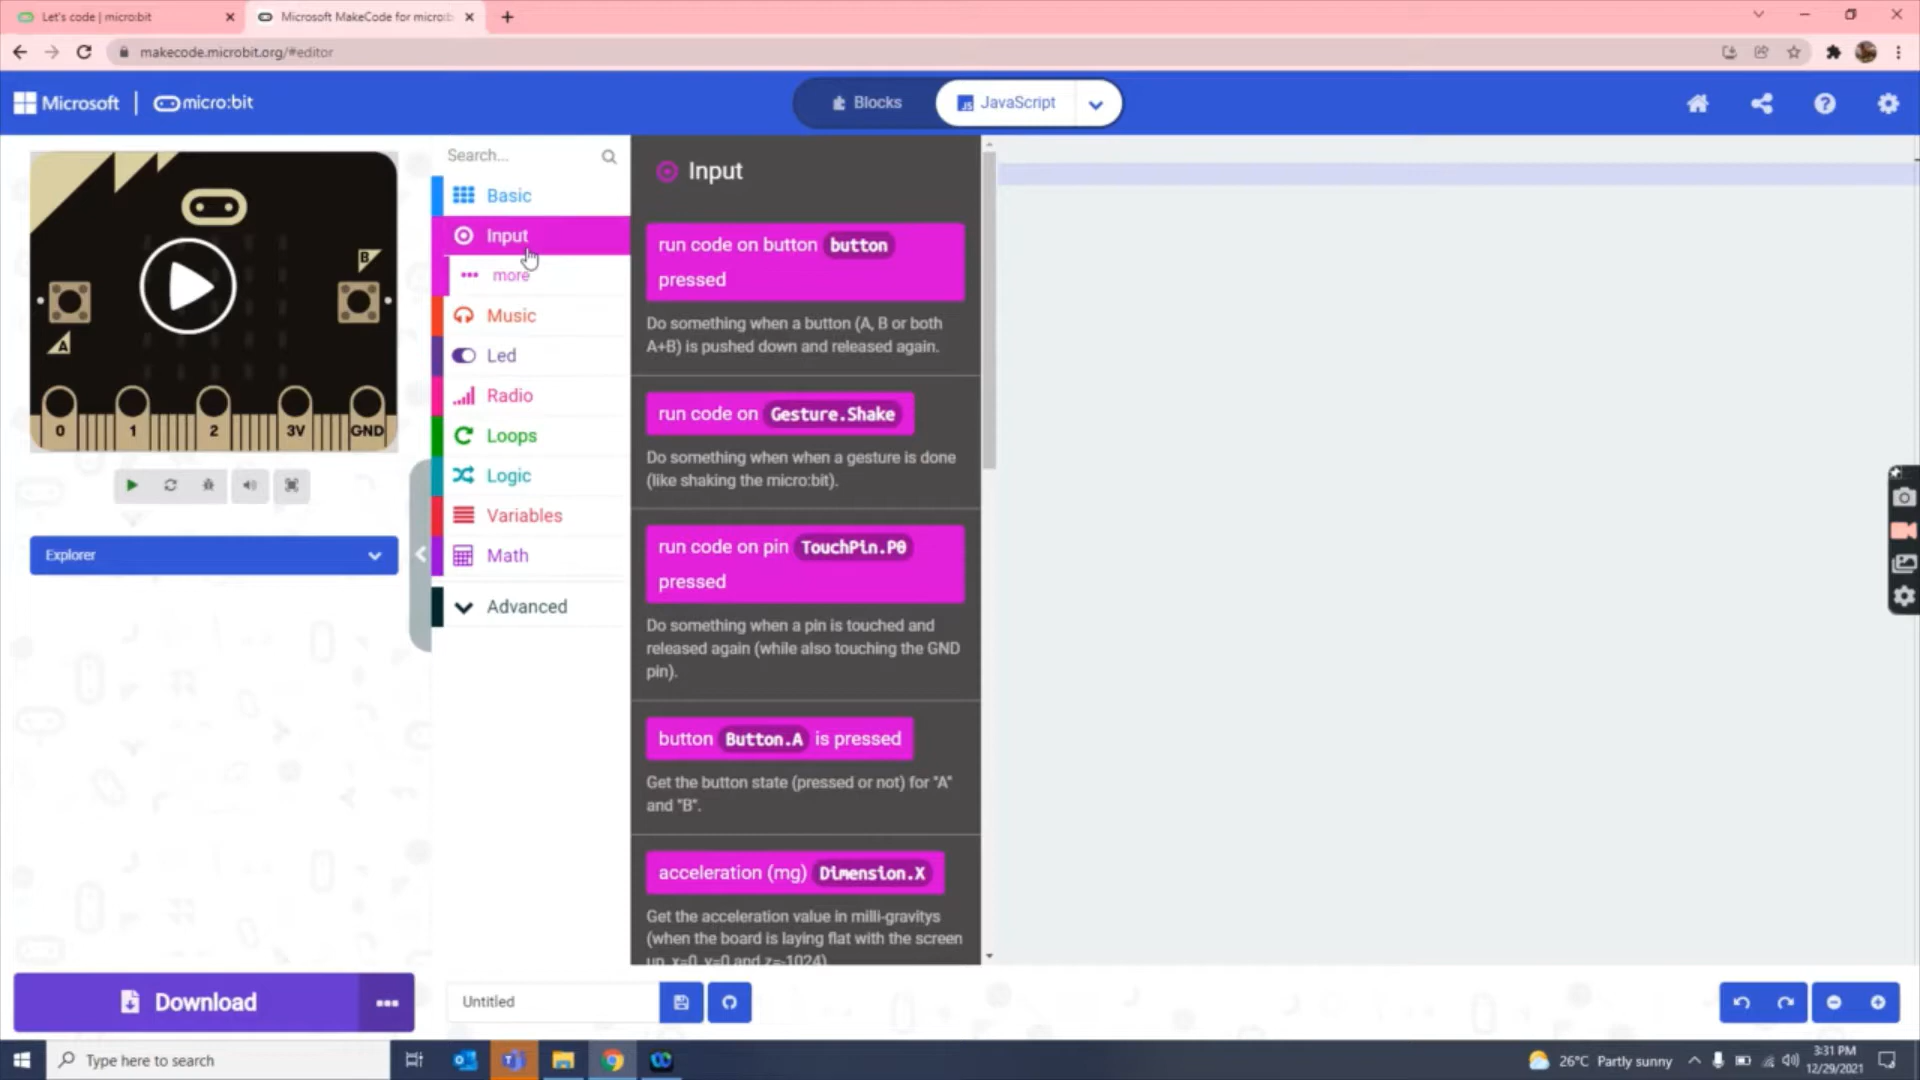 Let's code | micro:bit
Microsoft MakeCode for micro:b
makecode.microbit.org/#editor
Microsoft
micro:bit
Blocks
JS
JavaScript
Search...
Basic
Input
more
Music
Led
Radio
Loops
Logic
Variables
Math
Advanced
B
A
0
1
2
3V
GND
Explorer
Input
run code on button button
pressed
Do something when a button (A, B or both
A+B) is pushed down and released again.
run code on Gesture.Shake
Do something when when a gesture is done
(like shaking the micro:bit).
run code on pin TouchPin.P0
pressed
Do something when a pin is touched and
released again (while also touching the GND
pin).
button Button.A is pressed
Get the button state (pressed or not) for "A"
and "B".
acceleration (mg) Dimension.X
Get the acceleration value in milli-gravitys
(when the board is laying flat with the screen
up, x=0, y=0 and z=-1024)
Download
Untitled
Type here to search
26°C Partly sunny
3:31 PM
12/29/2021